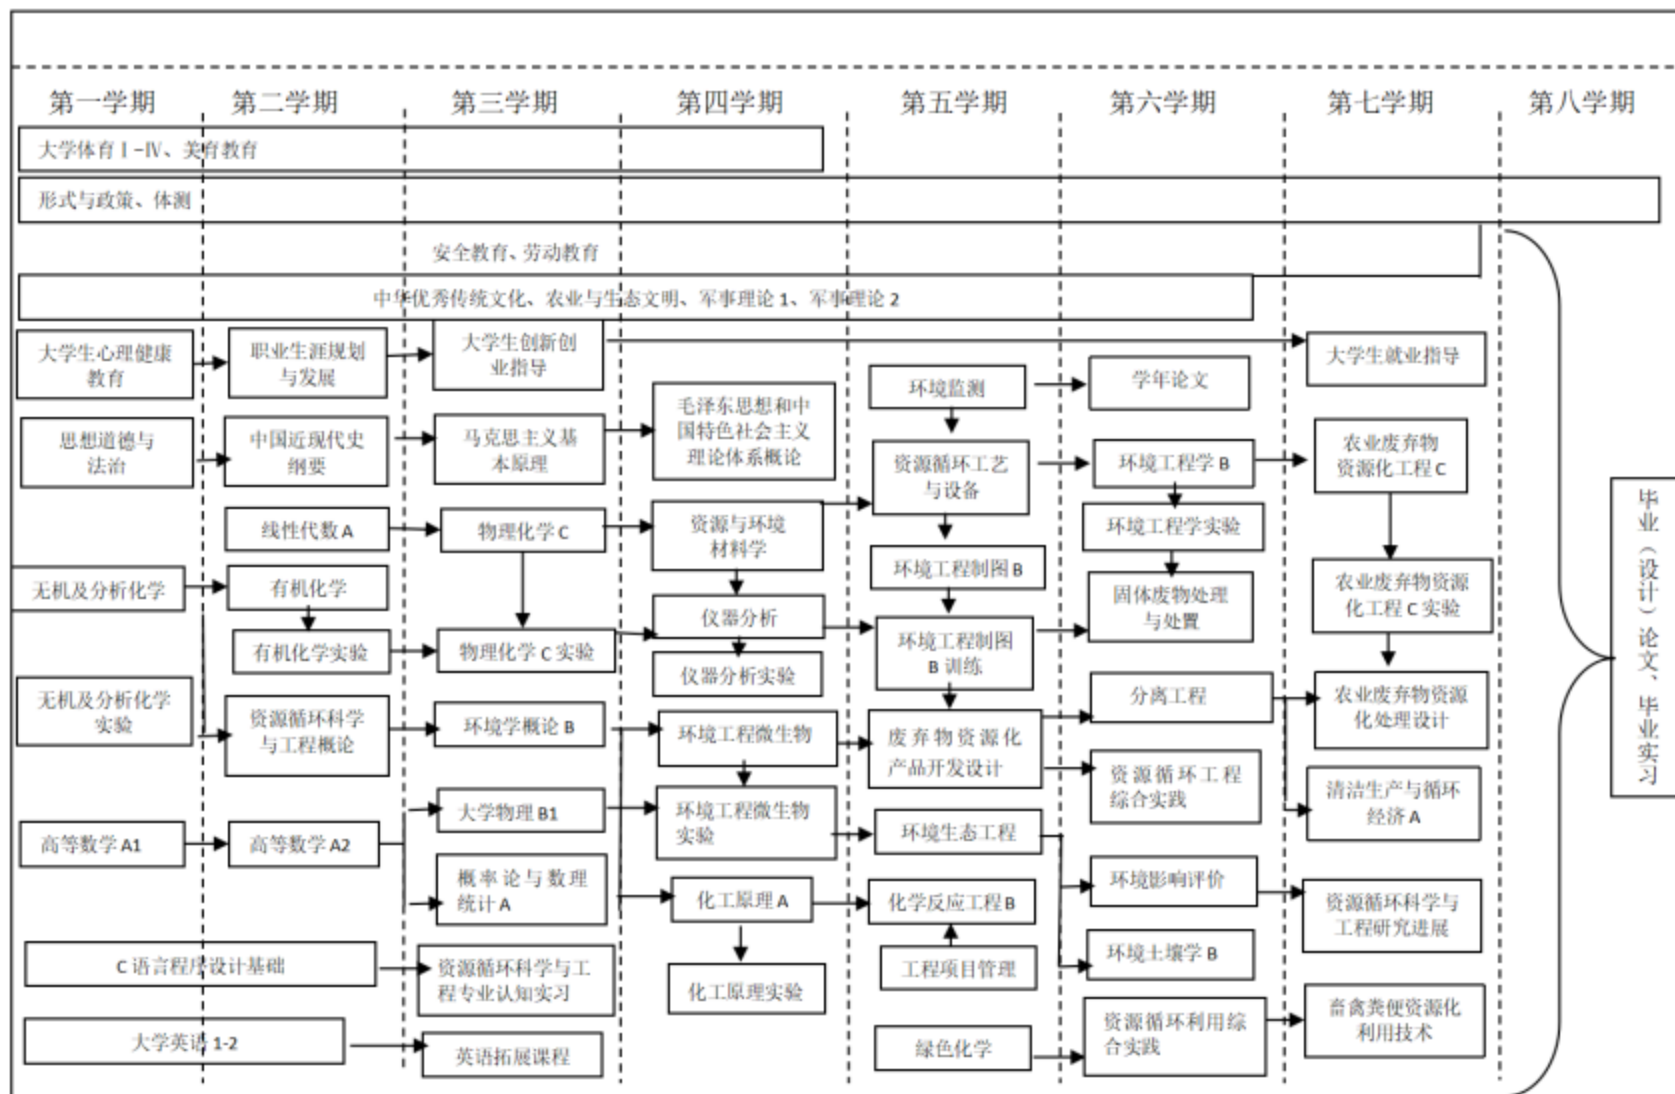 第一学期
第二学期
第三学期
第四学期
第五学期
第六学期
第七学期
第八学期
大学体育Ⅰ-Ⅳ、美育教育
形式与政策、体测
安全教育、劳动教育
中华优秀传统文化、农业与生态文明、军事理论1、军事理论2
大学生心理健康
教育
思想道德与
法治
无机及分析化学
无机及分析化学
实验
高等数学A1
C语言程序设计基础
大学英语1-2
职业生涯规划
与发展
中国近现代史
纲要
线性代数A
有机化学
有机化学实验
资源循环科学
与工程概论
高等数学A2
大学生创新创
业指导
马克思主义基
本原理
物理化学C
物理化学C实验
环境学概论B
大学物理B1
概率论与数理
统计A
资源循环科学与工
程专业认知实习
英语拓展课程
毛泽东思想和中
国特色社会主义
理论体系概论
资源与环境
材料学
仪器分析
仪器分析实验
环境工程微生物
环境工程微生物
实验
化工原理A
化工原理实验
环境监测
资源循环工艺
与设备
环境工程制图B
环境工程制图
B训练
废弃物资源化
产品开发设计
环境生态工程
化学反应工程B
工程项目管理
绿色化学
学年论文
环境工程学B
环境工程学实验
固体废物处理
与处置
分离工程
资源循环工程
综合实践
环境影响评价
环境土壤学B
资源循环利用综
合实践
大学生就业指导
农业废弃物
资源化工程C
农业废弃物资源
化工程C实验
农业废弃物资源
化处理设计
清洁生产与循环
经济A
资源循环科学与
工程研究进展
畜禽粪便资源化
利用技术
毕业（设计）论文、毕业实习